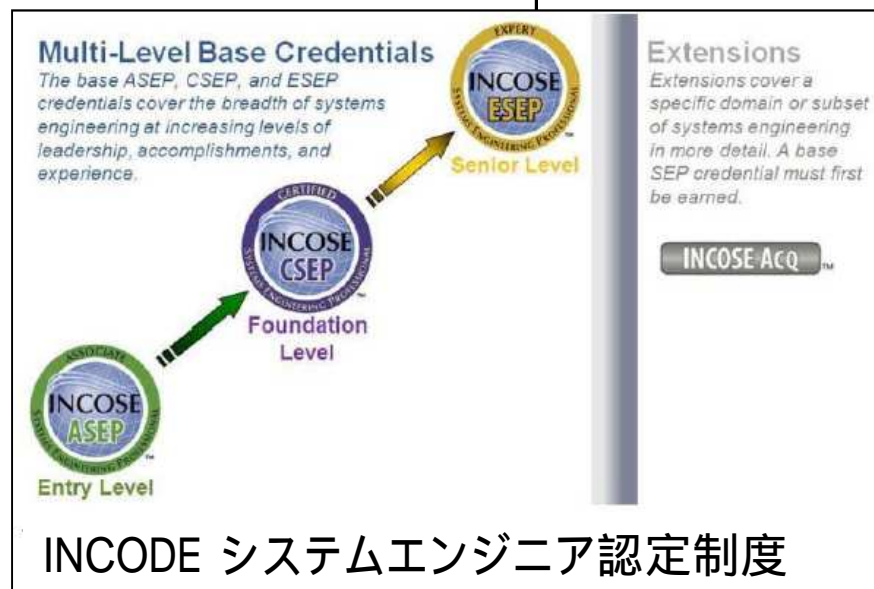 Multi-Level Base Credentials
The base ASEP, CSEP, and ESEP
credentials cover the breadth of systems
engineering at increasing levels of
leadership, accomplishments, and
experience.
EXPERT
INCOSE
ESEP
SYSTEMS ENGINEERING PROFESSIONAL
TM
Senior Level
CERTIFIED
INCOSE
CSEP
SYSTEMS ENGINEERING PROFESSIONAL
TM
Foundation
Level
ASSOCIATE
INCOSE
ASEP
SYSTEMS ENGINEERING PROFESSIONAL
TM
Entry Level
Extensions
Extensions cover a
specific domain or subset
of systems engineering
in more detail. A base
SEP credential must first
be earned.
INCOSE ACQ TM
INCODE システムエンジニア認定制度